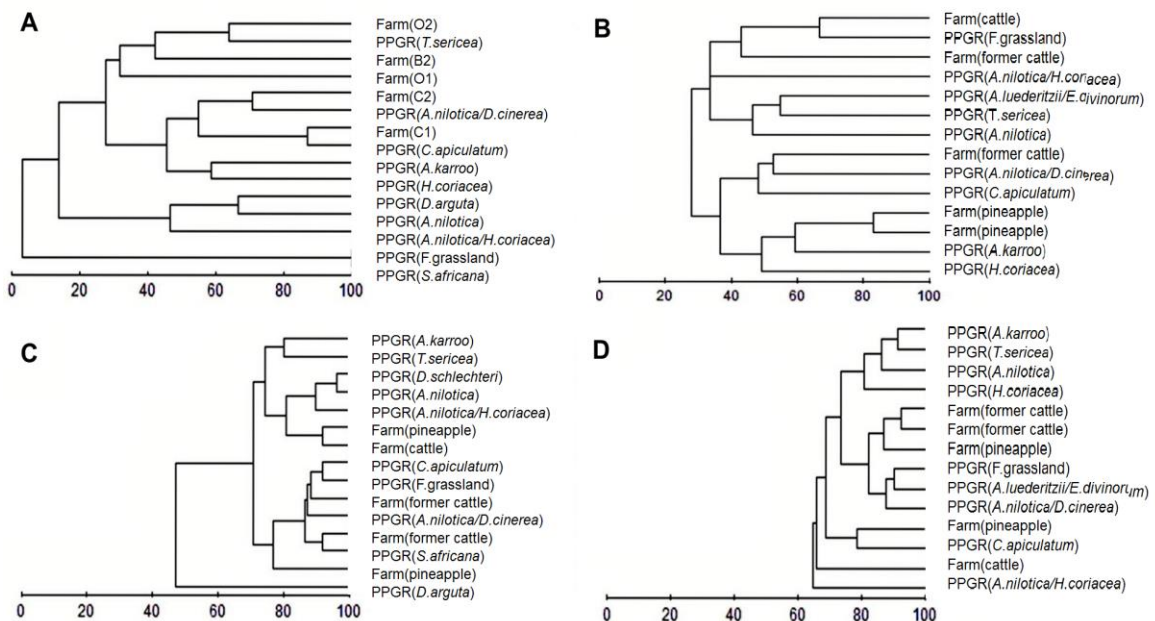 A
Farm(O2)
PPGR(T.sericea)
Farm(B2)
Farm(O1)
Farm(C2)
PPGR(A.nilotica/D.cinerea)
Farm(C1)
PPGR(C.apiculatum)
PPGR(A.karroo)
PPGR(H.coriacea)
PPGR(D.arguta)
PPGR(A.nilotica)
PPGR(A.nilotica/H.coriacea)
PPGR(F.grassland)
PPGR(S.africana)
0 20 40 60 80 100
B
Farm(cattle)
PPGR(F.grassland)
Farm(former cattle)
PPGR(A.nilotica/H.coriacea)
PPGR(A.luederitzii/E.divinorum)
PPGR(T.sericea)
PPGR(A.nilotica)
Farm(former cattle)
PPGR(A.nilotica/D.cinerea)
PPGR(C.apiculatum)
Farm(pineapple)
Farm(pineapple)
PPGR(A.karroo)
PPGR(H.coriacea)
0 20 40 60 80 100
C
PPGR(A.karroo)
PPGR(T.sericea)
PPGR(D.schlechteri)
PPGR(A.nilotica)
PPGR(A.nilotica/H.coriacea)
Farm(pineapple)
Farm(cattle)
PPGR(C.apiculatum)
PPGR(F.grassland)
Farm(former cattle)
PPGR(A.nilotica/D.cinerea)
Farm(former cattle)
PPGR(S.africana)
Farm(pineapple)
PPGR(D.arguta)
0 20 40 60 80 100
D
PPGR(A.karroo)
PPGR(T.sericea)
PPGR(A.nilotica)
PPGR(H.coriacea)
Farm(former cattle)
Farm(former cattle)
Farm(pineapple)
PPGR(F.grassland)
PPGR(A.luederitzii/E.divinorum)
PPGR(A.nilotica/D.cinerea)
Farm(pineapple)
PPGR(C.apiculatum)
Farm(cattle)
PPGR(A.nilotica/H.coriacea)
0 20 40 60 80 100